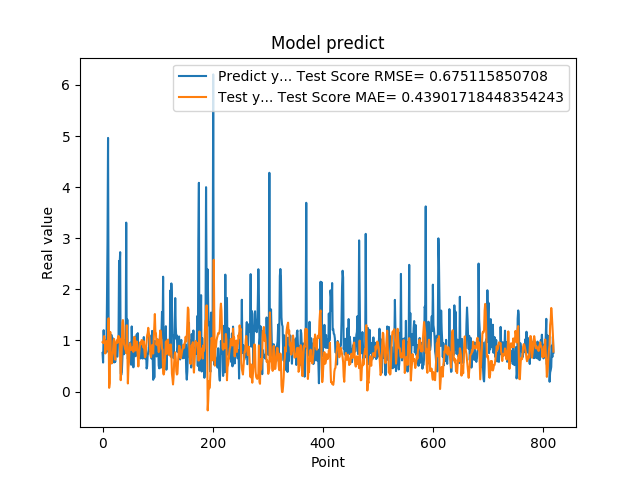 Model predict
Predict y... Test Score RMSE= 0.675115850708
Test y... Test Score MAE= 0.43901718448354243
Real value
6
5
4
3
2
1
0
0 200 400 600 800
Point